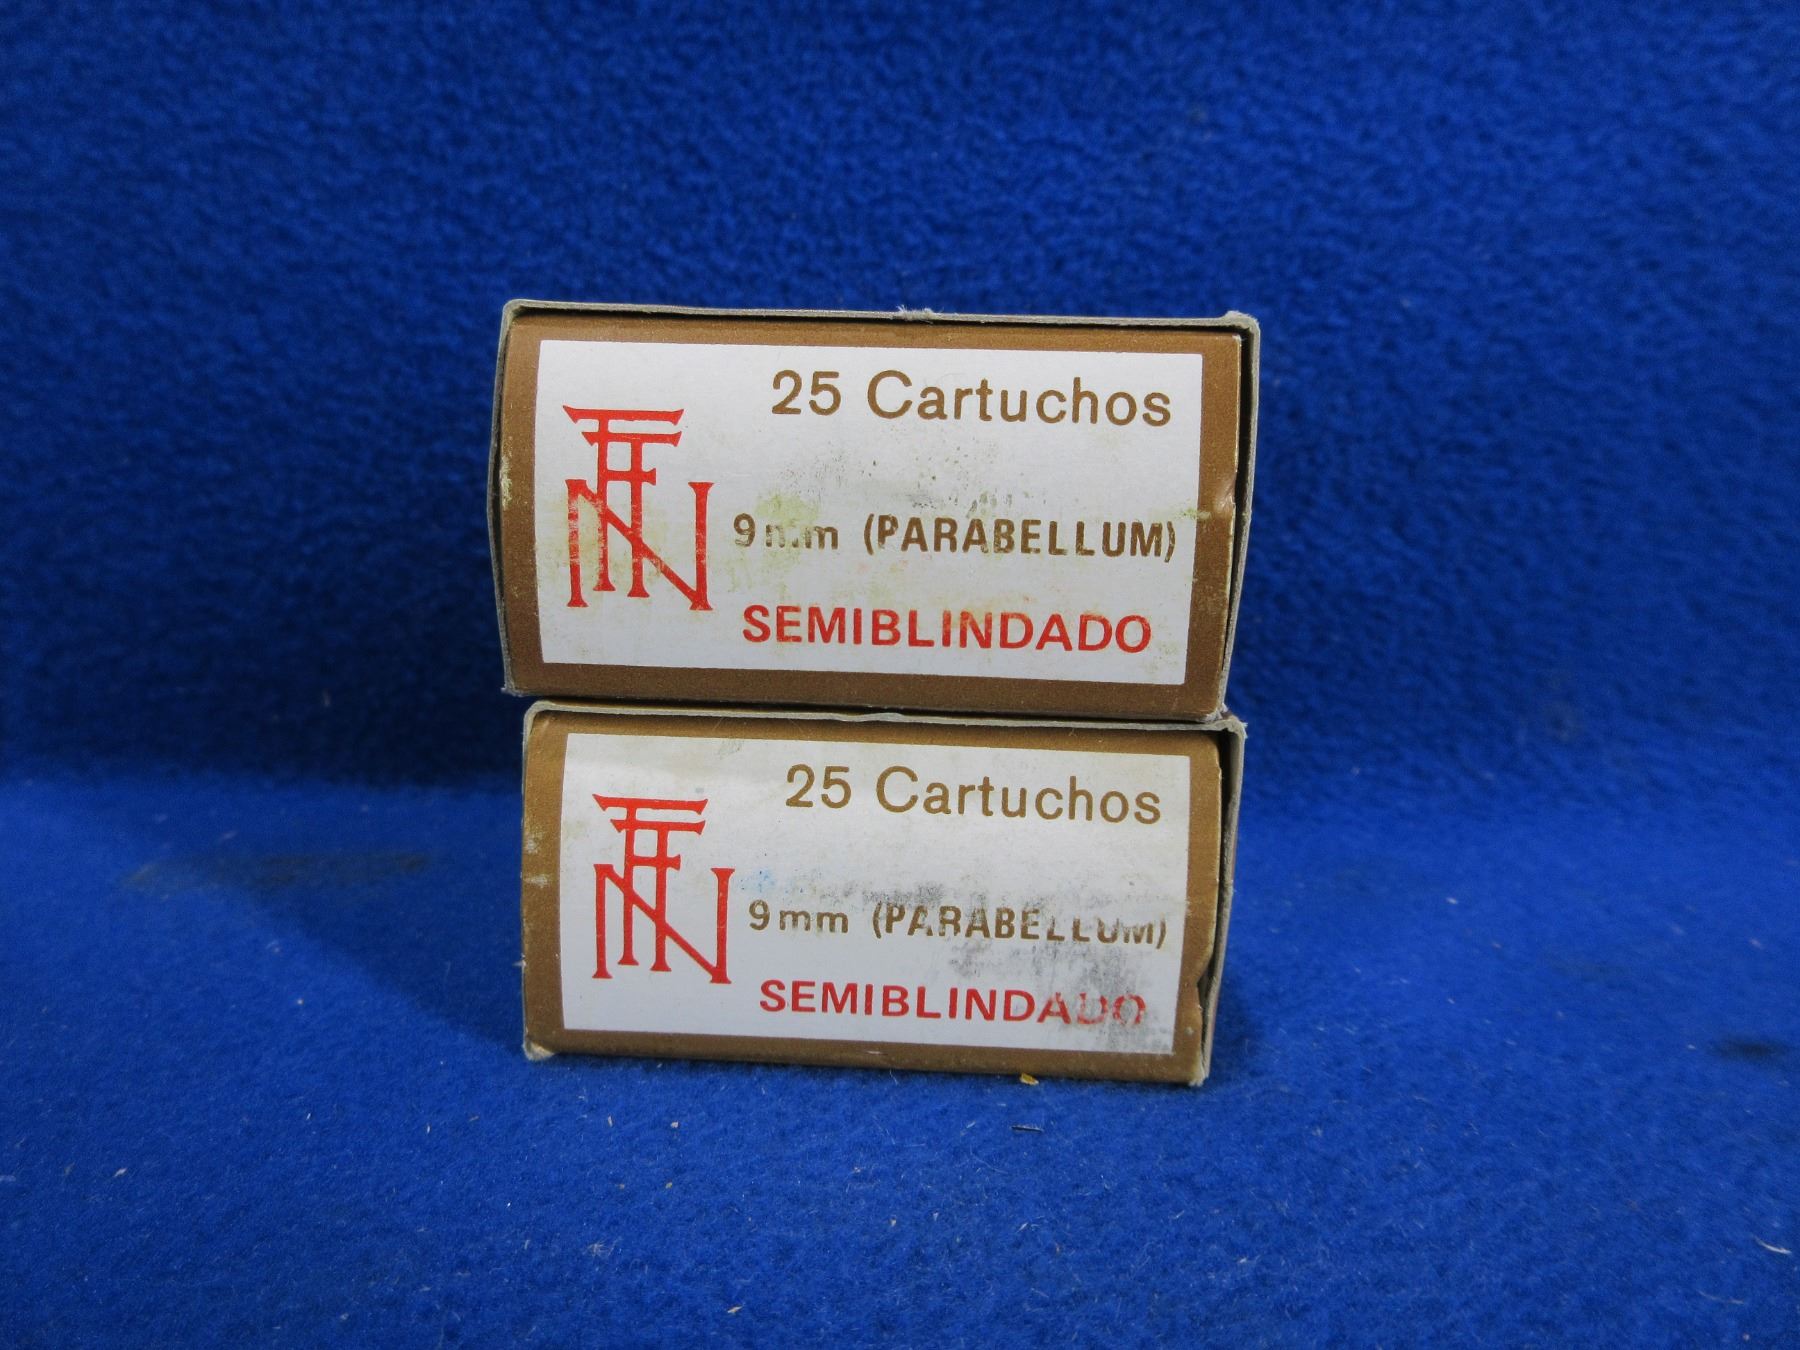 25 Cartuchos
9mm (PARABELLUM)
SEMIBLINDADO
25 Cartuchos
9mm (PARABELLUM)
SEMIBLINDADO